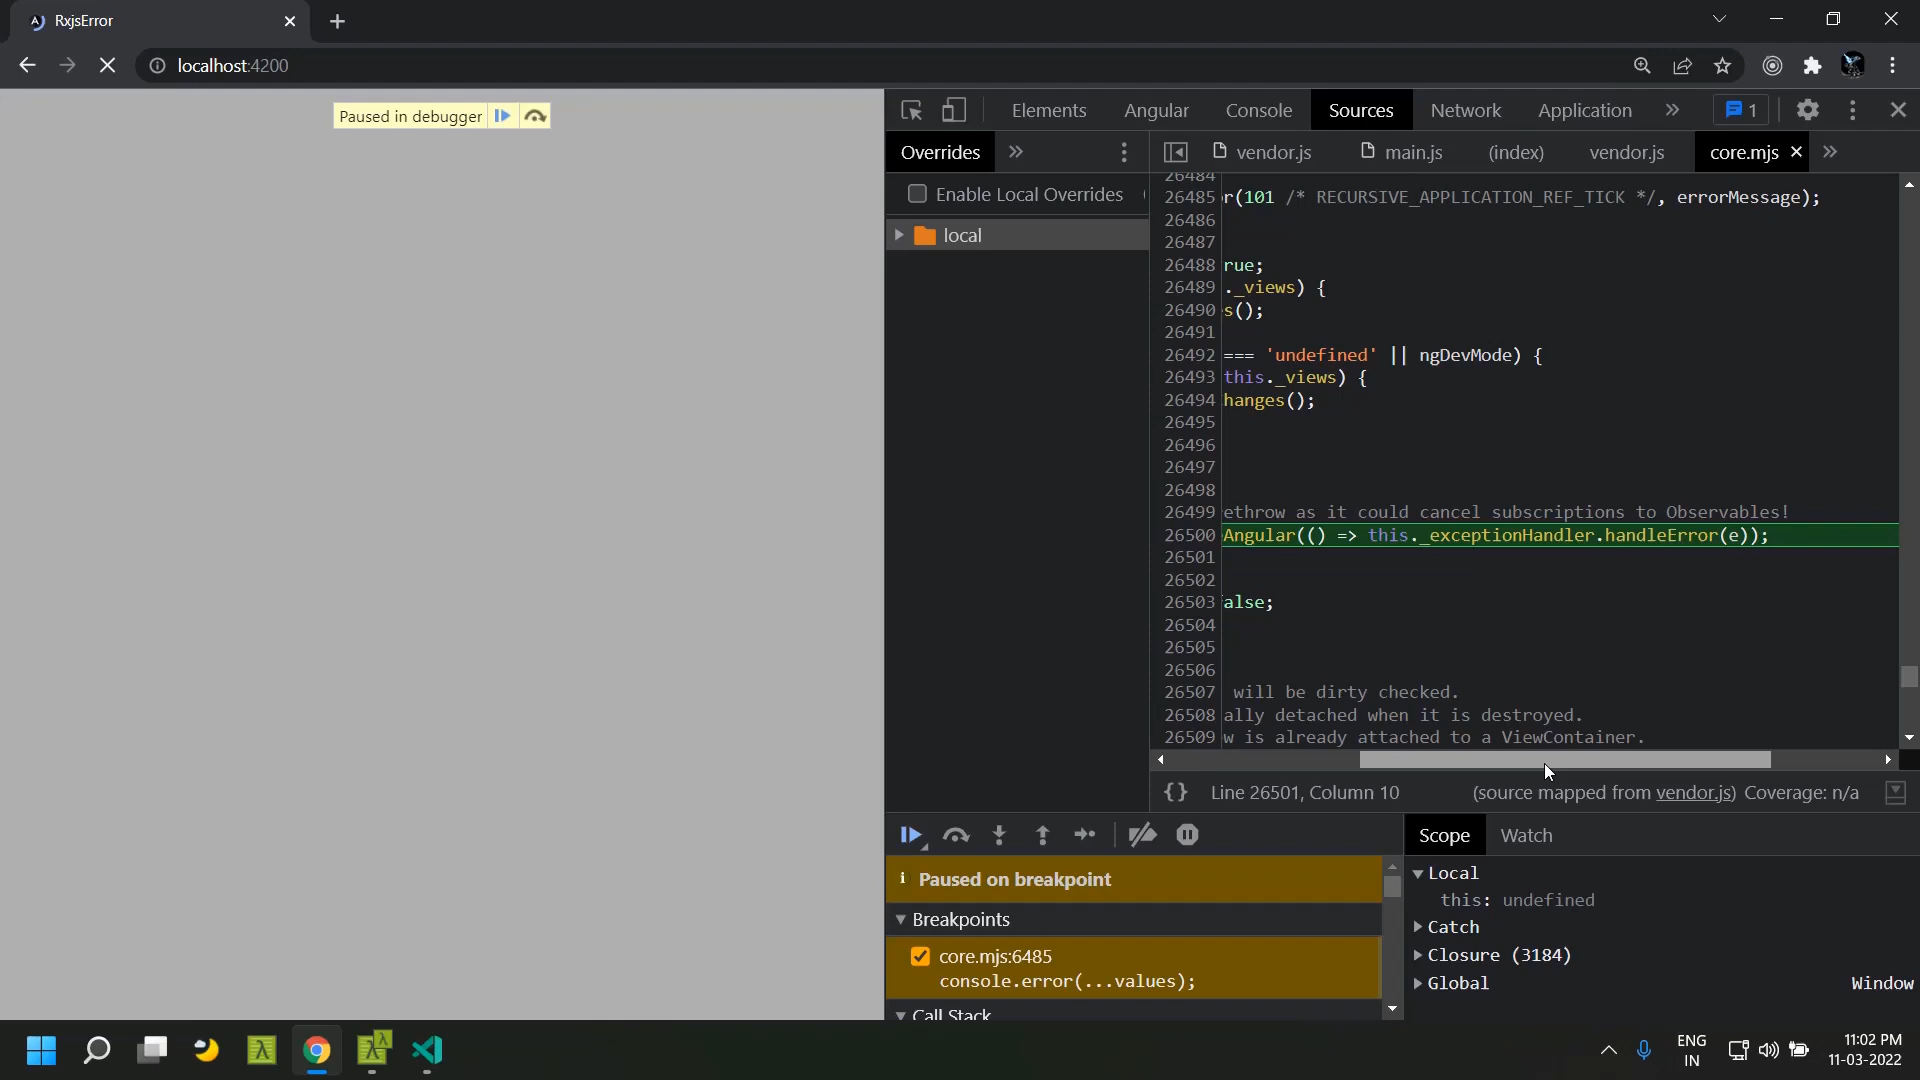 RxjsError
localhost:4200
Paused in debugger
Elements Angular Console Sources Network Application » 1
Overrides » vendor.js main.js (index) vendor.js core.mjs »
Enable Local Overrides
local
26484
26485 r(101 /* RECURSIVE_APPLICATION_REF_TICK */, errorMessage);
26486
26487
26488 rue;
26489 ._views) {
26490 s();
26491
26492 === 'undefined' || ngDevMode) {
26493 this._views) {
26494 hanges();
26495
26496
26497
26498
26499 ethrow as it could cancel subscriptions to Observables!
26500 Angular(() => this._exceptionHandler.handleError(e));
26501
26502
26503 alse;
26504
26505
26506
26507 will be dirty checked.
26508 ally detached when it is destroyed.
26509 w is already attached to a ViewContainer.
{} Line 26501, Column 10 (source mapped from vendor.js) Coverage: n/a
Scope Watch
Paused on breakpoint
Breakpoints
core.mjs:6485
console.error(...values);
Call Stack
Local
this: undefined
Catch
Closure (3184)
Global Window
ENG
IN
11:02 PM
11-03-2022